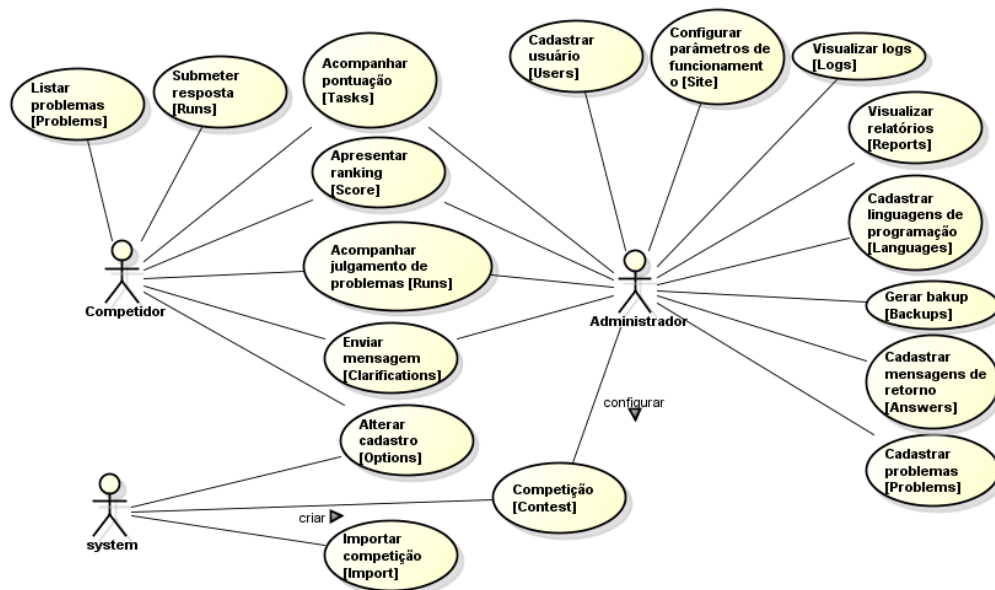 Listar
problemas
[Problems]
Submeter
resposta
[Runs]
Acompanhar
pontuação
[Tasks]
Cadastrar
usuário
[Users]
Configurar
parâmetros de
funcionament
o [Site]
Visualizar logs
[Logs]
Visualizar
relatórios
[Reports]
Apresentar
ranking
[Score]
Cadastrar
linguagens de
programação
[Languages]
Acompanhar
julgamento de
problemas [Runs]
Competidor
Administrador
Gerar bakup
[Backups]
Enviar
mensagem
[Clarifications]
Cadastrar
mensagens de
retorno
[Answers]
configurar
Alterar
cadastro
[Options]
Cadastrar
problemas
[Problems]
Competição
[Contest]
criar
system
Importar
competição
[Import]